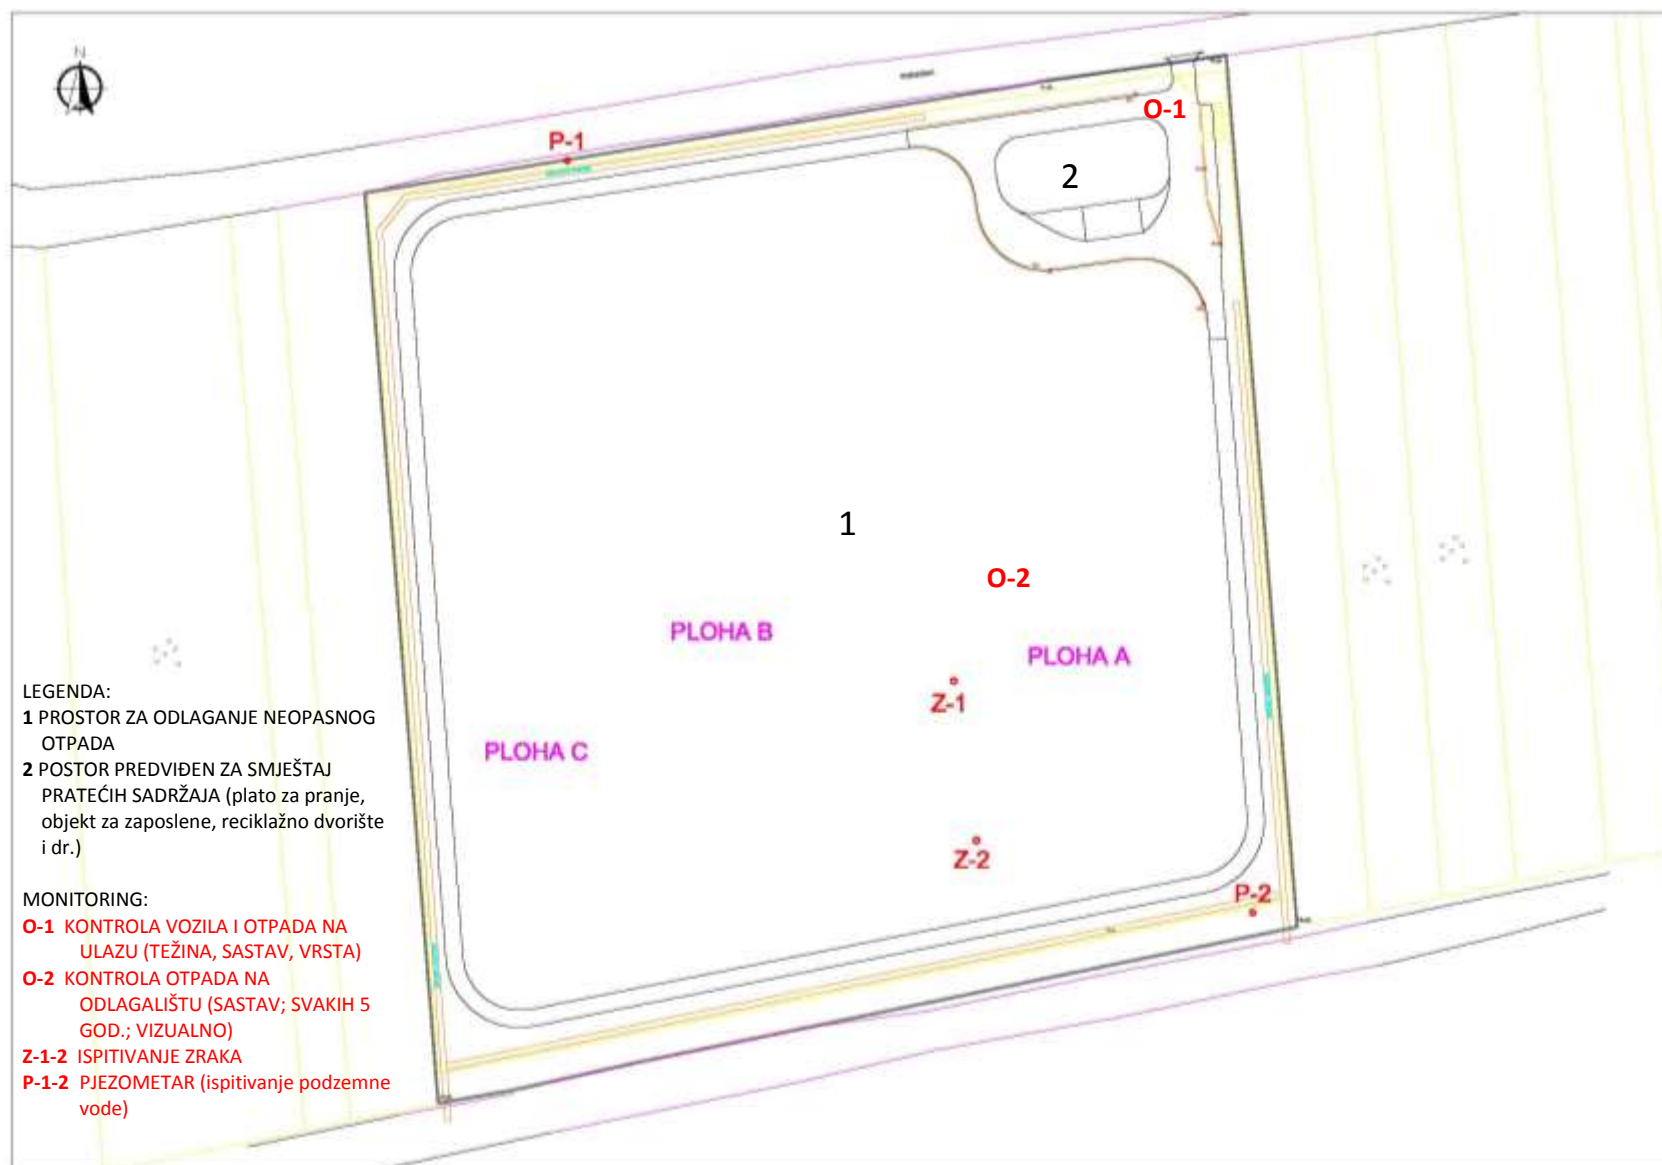 N
P-1
O-1
2
1
O-2
PLOHA B
PLOHA A
Z-1
PLOHA C
Z-2
P-2
LEGENDA:
1 PROSTOR ZA ODLAGANJE NEOPASNOG
OTPADA
2 POSTOR PREDVIĐEN ZA SMJEŠTAJ
PRATEĆIH SADRŽAJA (plato za pranje,
objekt za zaposlene, reciklažno dvorište
i dr.)
MONITORING:
O-1 KONTROLA VOZILA I OTPADA NA
ULAZU (TEŽINA, SASTAV, VRSTA)
O-2 KONTROLA OTPADA NA
ODLAGALIŠTU (SASTAV; SVAKIH 5
GOD.; VIZUALNO)
Z-1-2 ISPITIVANJE ZRAKA
P-1-2 PJEZOMETAR (ispitivanje podzemne
vode)